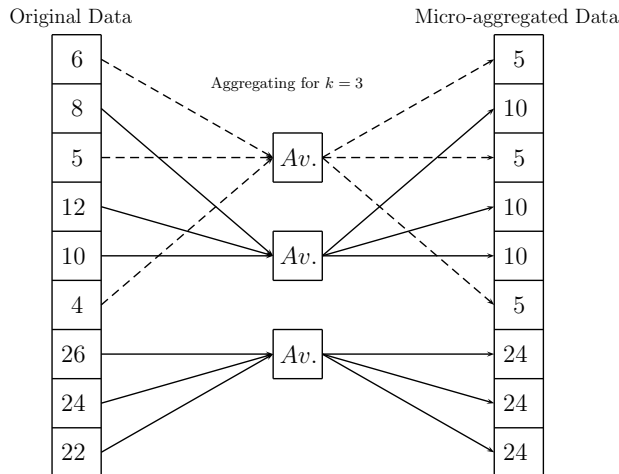 Original Data Micro-aggregated Data
6 5
Aggregating for k = 3
8 10
5 Av. 5
12 10
10 Av. 10
4 5
26 Av. 24
24 24
22 24